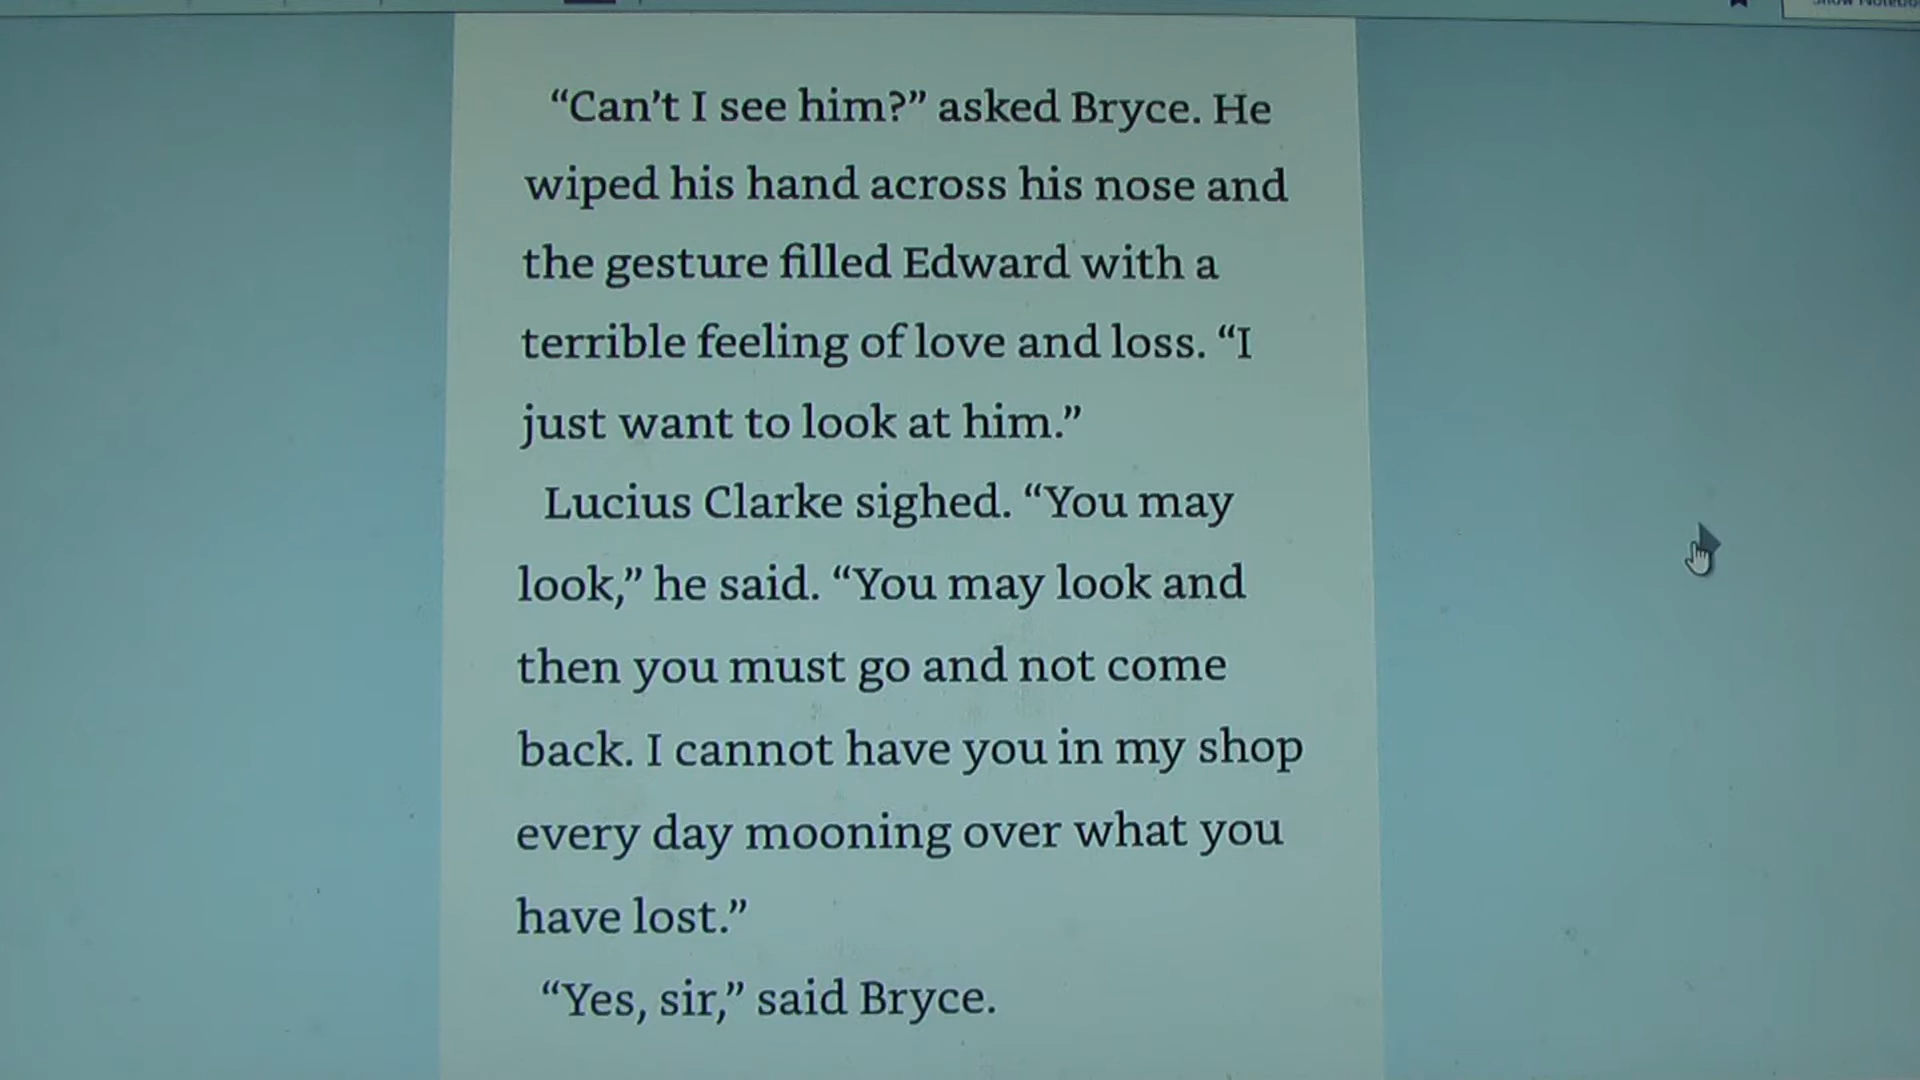 “Can’t I see him?” asked Bryce. He
wiped his hand across his nose and
the gesture filled Edward with a
terrible feeling of love and loss. “I
just want to look at him.”
Lucius Clarke sighed. “You may
look,” he said. “You may look and
then you must go and not come
back. I cannot have you in my shop
every day mooning over what you
have lost.”
“Yes, sir,” said Bryce.